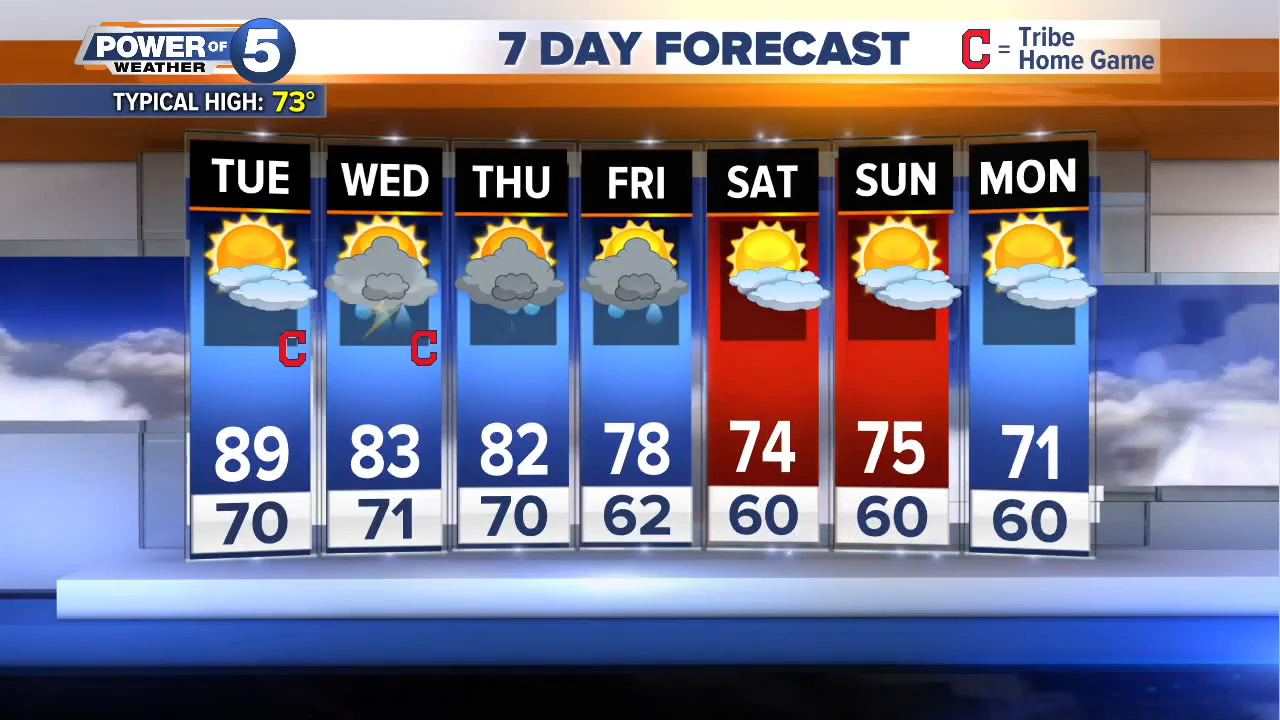 POWER OF 5
WEATHER
7 DAY FORECAST
C = Tribe
Home Game
TYPICAL HIGH: 73°
TUE WED THU FRI SAT SUN MON
C C
89 83 82 78 74 75 71
70 71 70 62 60 60 60